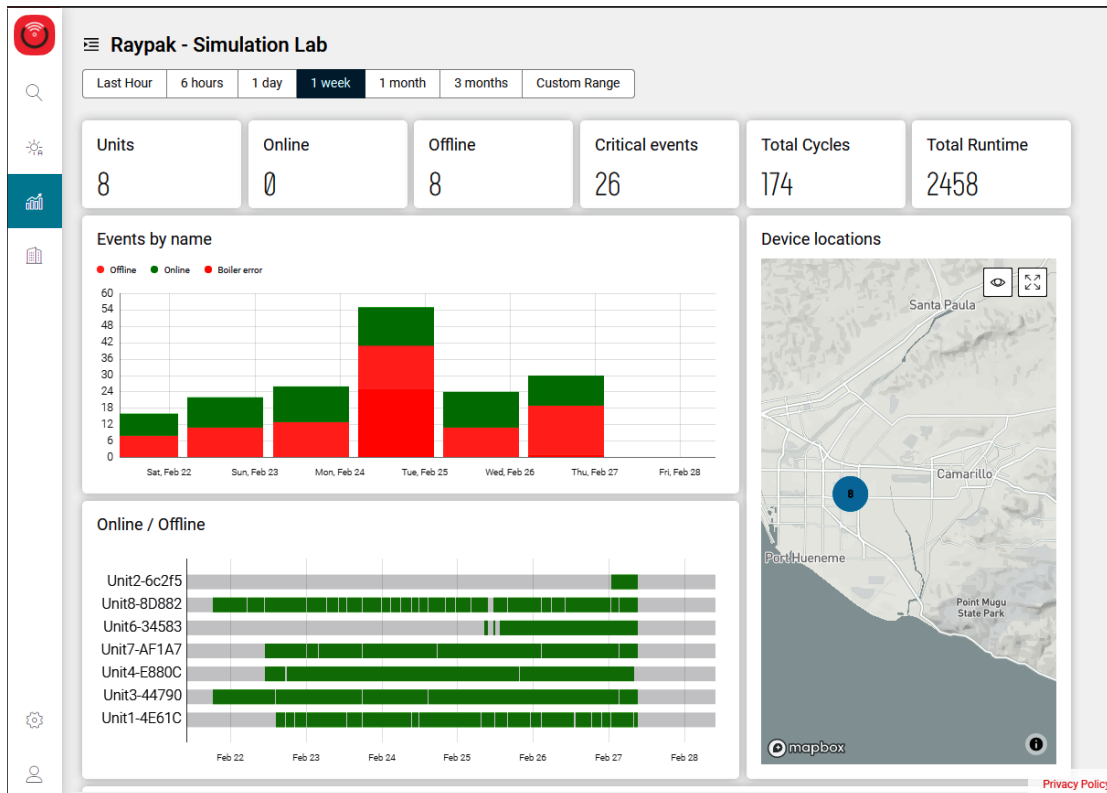 Raypak - Simulation Lab
Last Hour 6 hours 1 day 1 week 1 month 3 months Custom Range
Units Online Offline Critical events Total Cycles Total Runtime
8 0 8 26 174 2458
Events by name
Offline Online Boiler error
60
54
48
42
36
30
24
18
12
6
0
Sat, Feb 22 Sun, Feb 23 Mon, Feb 24 Tue, Feb 25 Wed, Feb 26 Thu, Feb 27 Fri, Feb 28
Device locations
Santa Paula
Camarillo
8
Port Hueneme
Point Mugu
State Park
mapbox
Online / Offline
Unit2-6c2f5
Unit8-8D882
Unit6-34583
Unit7-AF1A7
Unit4-E880C
Unit3-44790
Unit1-4E61C
Feb 22 Feb 23 Feb 24 Feb 25 Feb 26 Feb 27 Feb 28
Privacy Policy